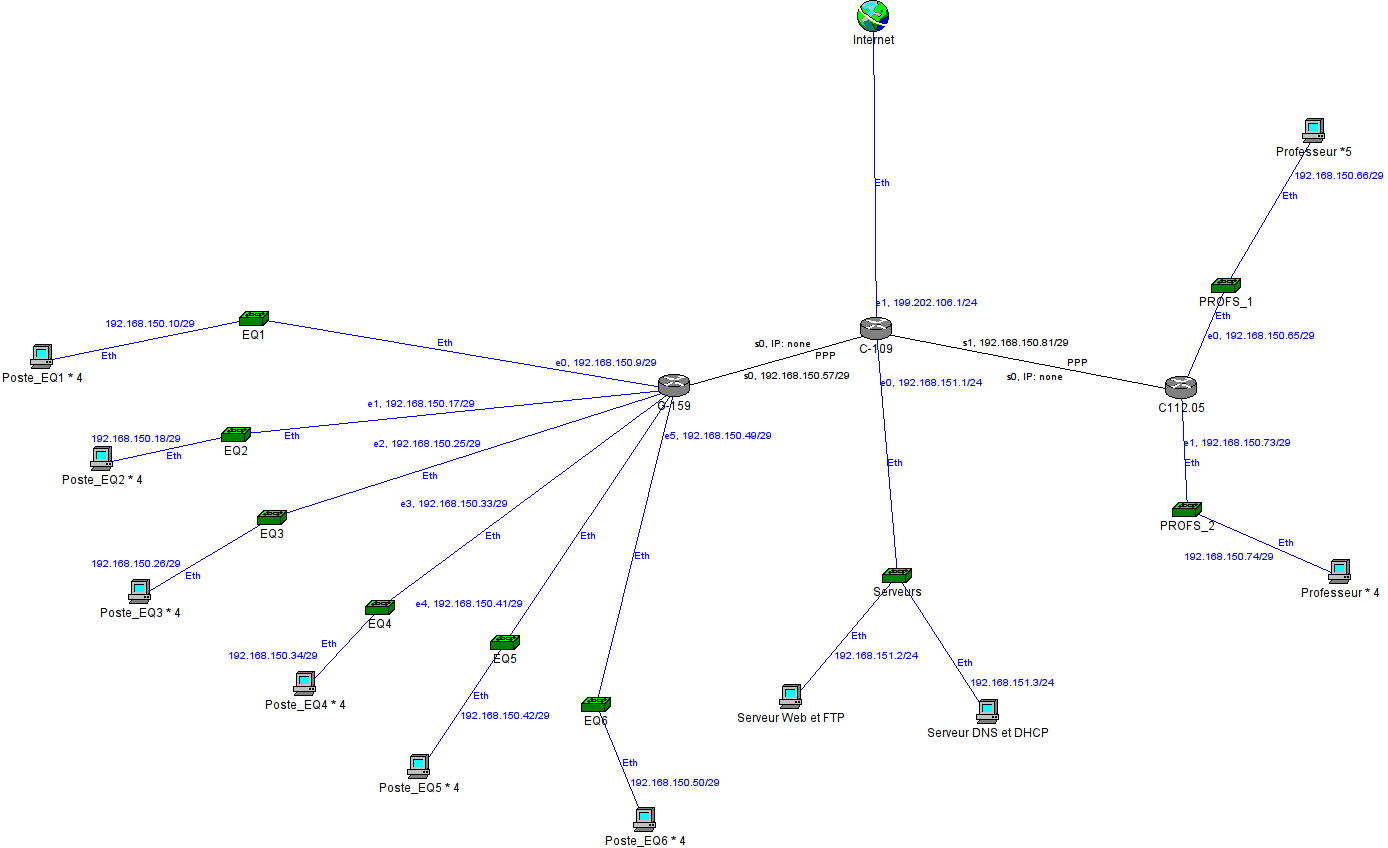 Internet
Eth
e1, 199.202.106.1/24
C-109
s0, IP: none
PPP
s0, 192.168.150.57/29
s1, 192.168.150.81/29
PPP
s0, IP: none
e0, 192.168.151.1/24
Eth
Serveurs
Eth
192.168.151.2/24
Serveur Web et FTP
Eth
192.168.151.3/24
Serveur DNS et DHCP
Professeur *5
192.168.150.66/29
Eth
PROFS_1
Eth
e0, 192.168.150.65/29
C112.05
e1, 192.168.150.73/29
Eth
PROFS_2
Eth
192.168.150.74/29
Professeur * 4
192.168.150.10/29
EQ1
Eth
Poste_EQ1 * 4
Eth
e0, 192.168.150.9/29
G-159
e1, 192.168.150.17/29
Eth
EQ2
192.168.150.18/29
Eth
Poste_EQ2 * 4
e2, 192.168.150.25/29
Eth
EQ3
192.168.150.26/29
Eth
Poste_EQ3 * 4
e3, 192.168.150.33/29
Eth
EQ4
Eth
192.168.150.34/29
Poste_EQ4 * 4
Eth
e4, 192.168.150.41/29
EQ5
Eth
192.168.150.42/29
Poste_EQ5 * 4
e5, 192.168.150.49/29
Eth
EQ6
Eth
192.168.150.50/29
Poste_EQ6 * 4